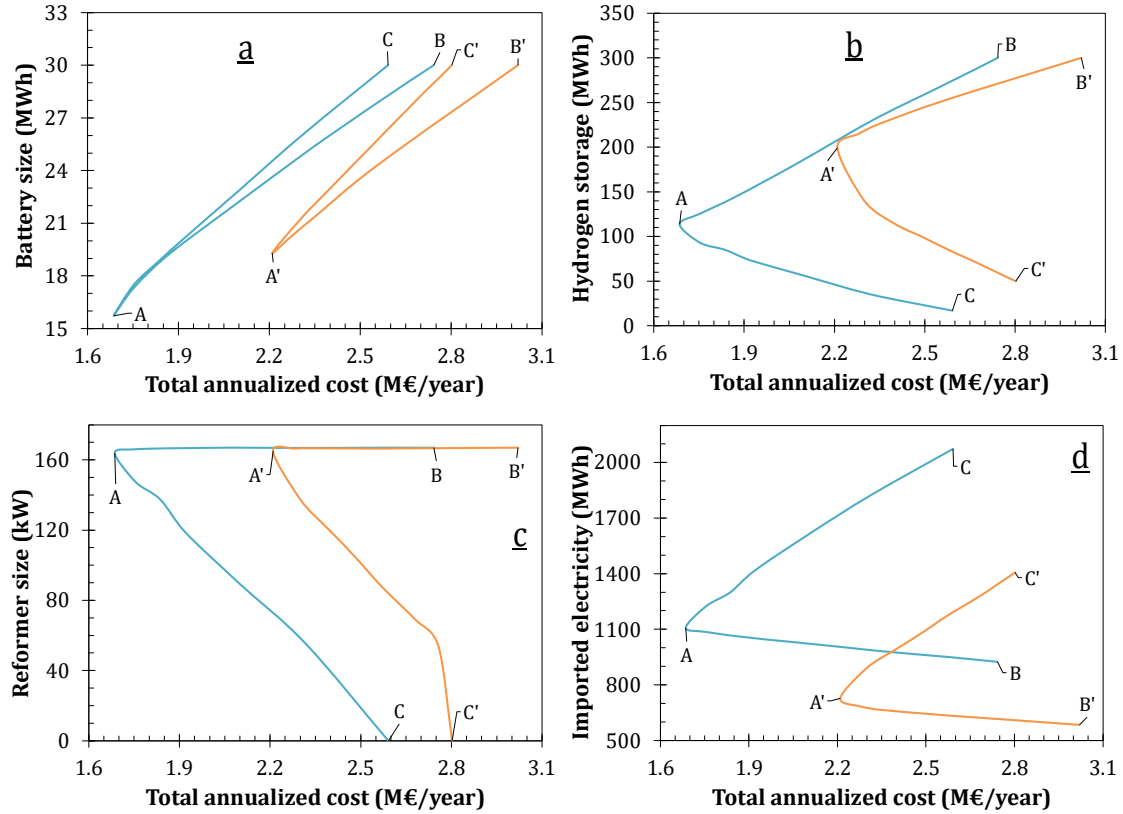 33
30
27
24
21
18
15
Battery size (MWh)
a
C
B
C'
B'
A
A'
1.6 1.9 2.2 2.5 2.8 3.1
Total annualized cost (M€/year)
350
300
250
200
150
100
50
0
Hydrogen storage (MWh)
b
B
B'
A'
A
C'
C
1.6 1.9 2.2 2.5 2.8 3.1
Total annualized cost (M€/year)
160
120
80
40
0
Reformer size (kW)
A
A'
B
B'
c
C
C'
1.6 1.9 2.2 2.5 2.8 3.1
Total annualized cost (M€/year)
2000
1700
1400
1100
800
500
Imported electricity (MWh)
d
C
C'
A
B
A'
B'
1.6 1.9 2.2 2.5 2.8 3.1
Total annualized cost (M€/year)